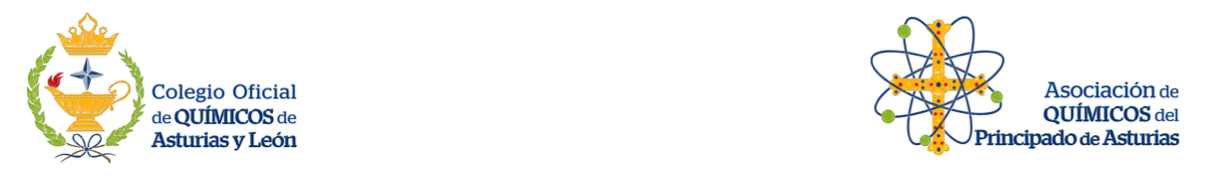 Colegio Oficial
de QUÍMICOS de
Asturias y León
Asociación de
QUÍMICOS del
Principado de Asturias